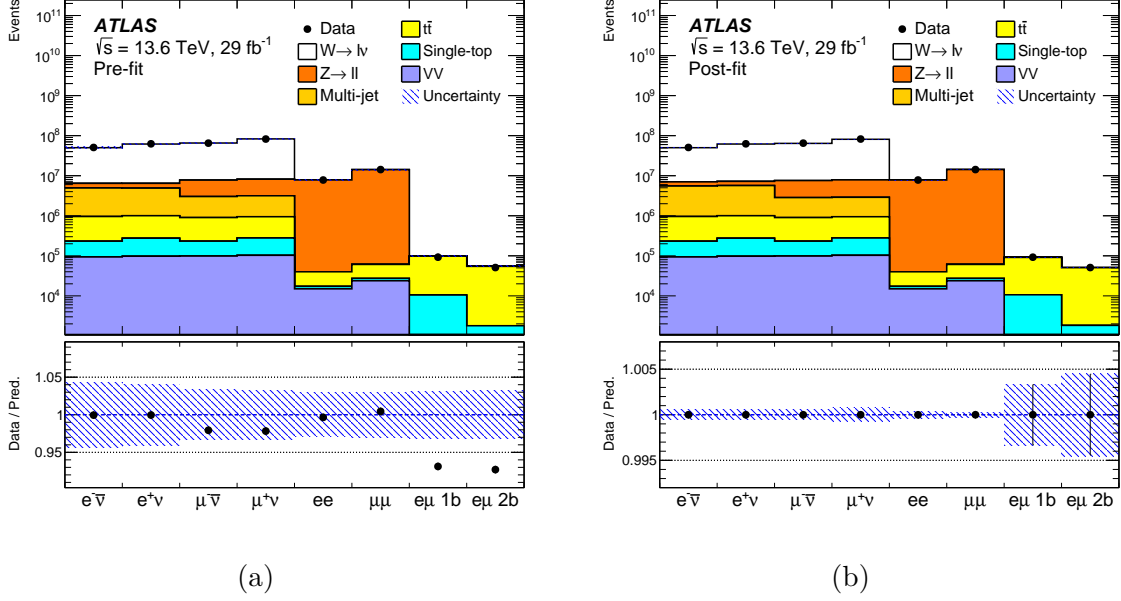 Events
10¹¹
10¹⁰
10⁹
10⁸
10⁷
10⁶
10⁵
10⁴
ATLAS
√s = 13.6 TeV, 29 fb⁻¹
Pre-fit
Data
W→ lν
Z→ ll
Multi-jet
tt̄
Single-top
VV
Uncertainty
Data / Pred.
1.05
1
0.95
e⁻ν̄ e⁺ν μ⁻ν̄ μ⁺ν ee μμ eμ 1b eμ 2b
(a)
Events
10¹¹
10¹⁰
10⁹
10⁸
10⁷
10⁶
10⁵
10⁴
ATLAS
√s = 13.6 TeV, 29 fb⁻¹
Post-fit
Data
W→ lν
Z→ ll
Multi-jet
tt̄
Single-top
VV
Uncertainty
Data / Pred.
1.005
1
0.995
e⁻ν̄ e⁺ν μ⁻ν̄ μ⁺ν ee μμ eμ 1b eμ 2b
(b)